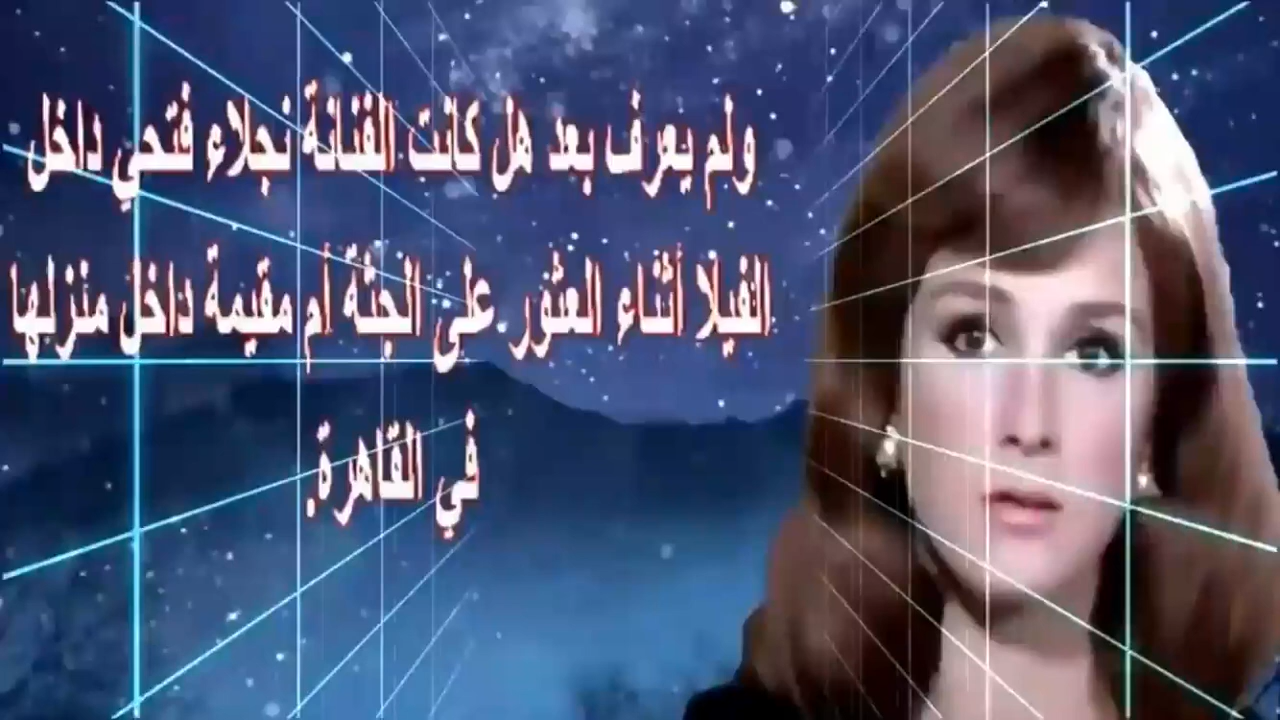 ولم يعرف بعد هل كانت الفنانة نجلاء فتحي داخل
الفيلا أثناء العثور على الجثة أم مقيمة داخل منزلها
في القاهرة.